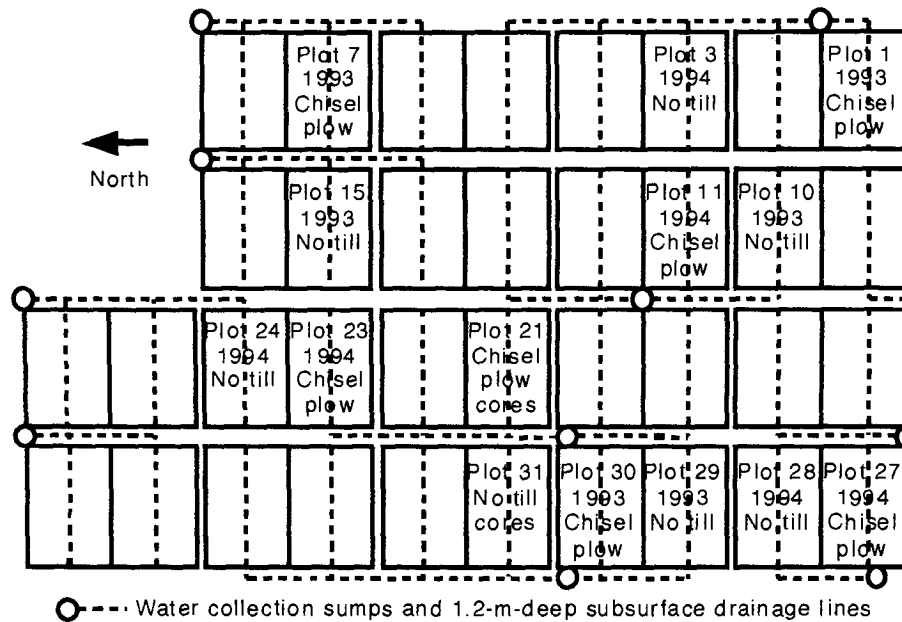 Plot 7
1993
Chisel
plow
Plot 3
1994
No till
Plot 1
1993
Chisel
plow
North
Plot 15
1993
No till
Plot 11
1994
Chisel
plow
Plot 10
1993
No till
Plot 24
1994
No till
Plot 23
1994
Chisel
plow
Plot 21
Chisel
plow
cores
Plot 31
No till
cores
Plot 30
1993
Chisel
plow
Plot 29
1993
No till
Plot 28
1994
No till
Plot 27
1994
Chisel
plow
Water collection sumps and 1.2-m-deep subsurface drainage lines